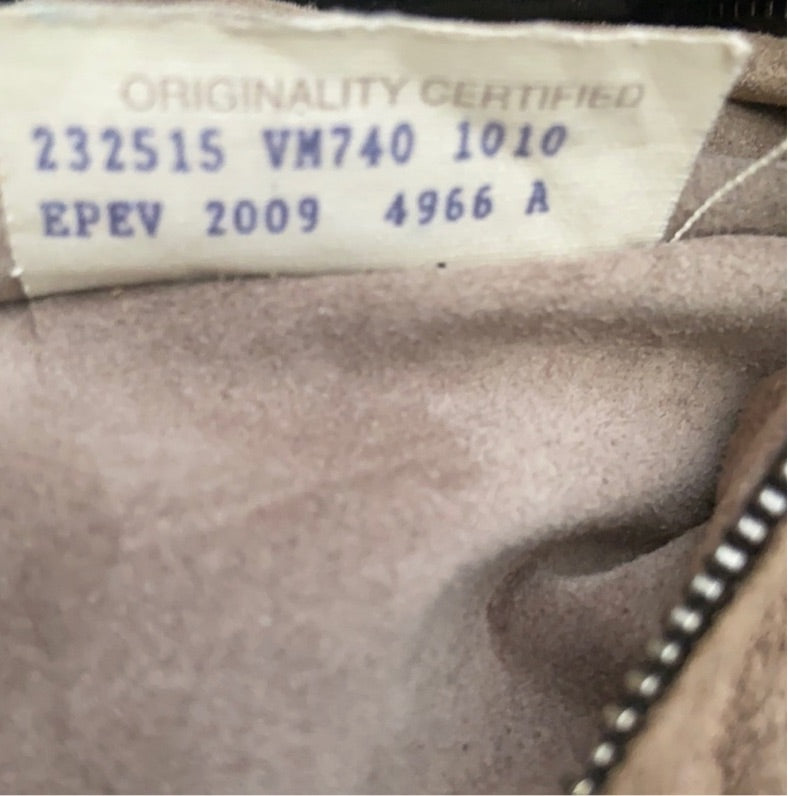 ORIGINALITY CERTIFIED
232515 VM740 1010
EPEV 2009 4966 A